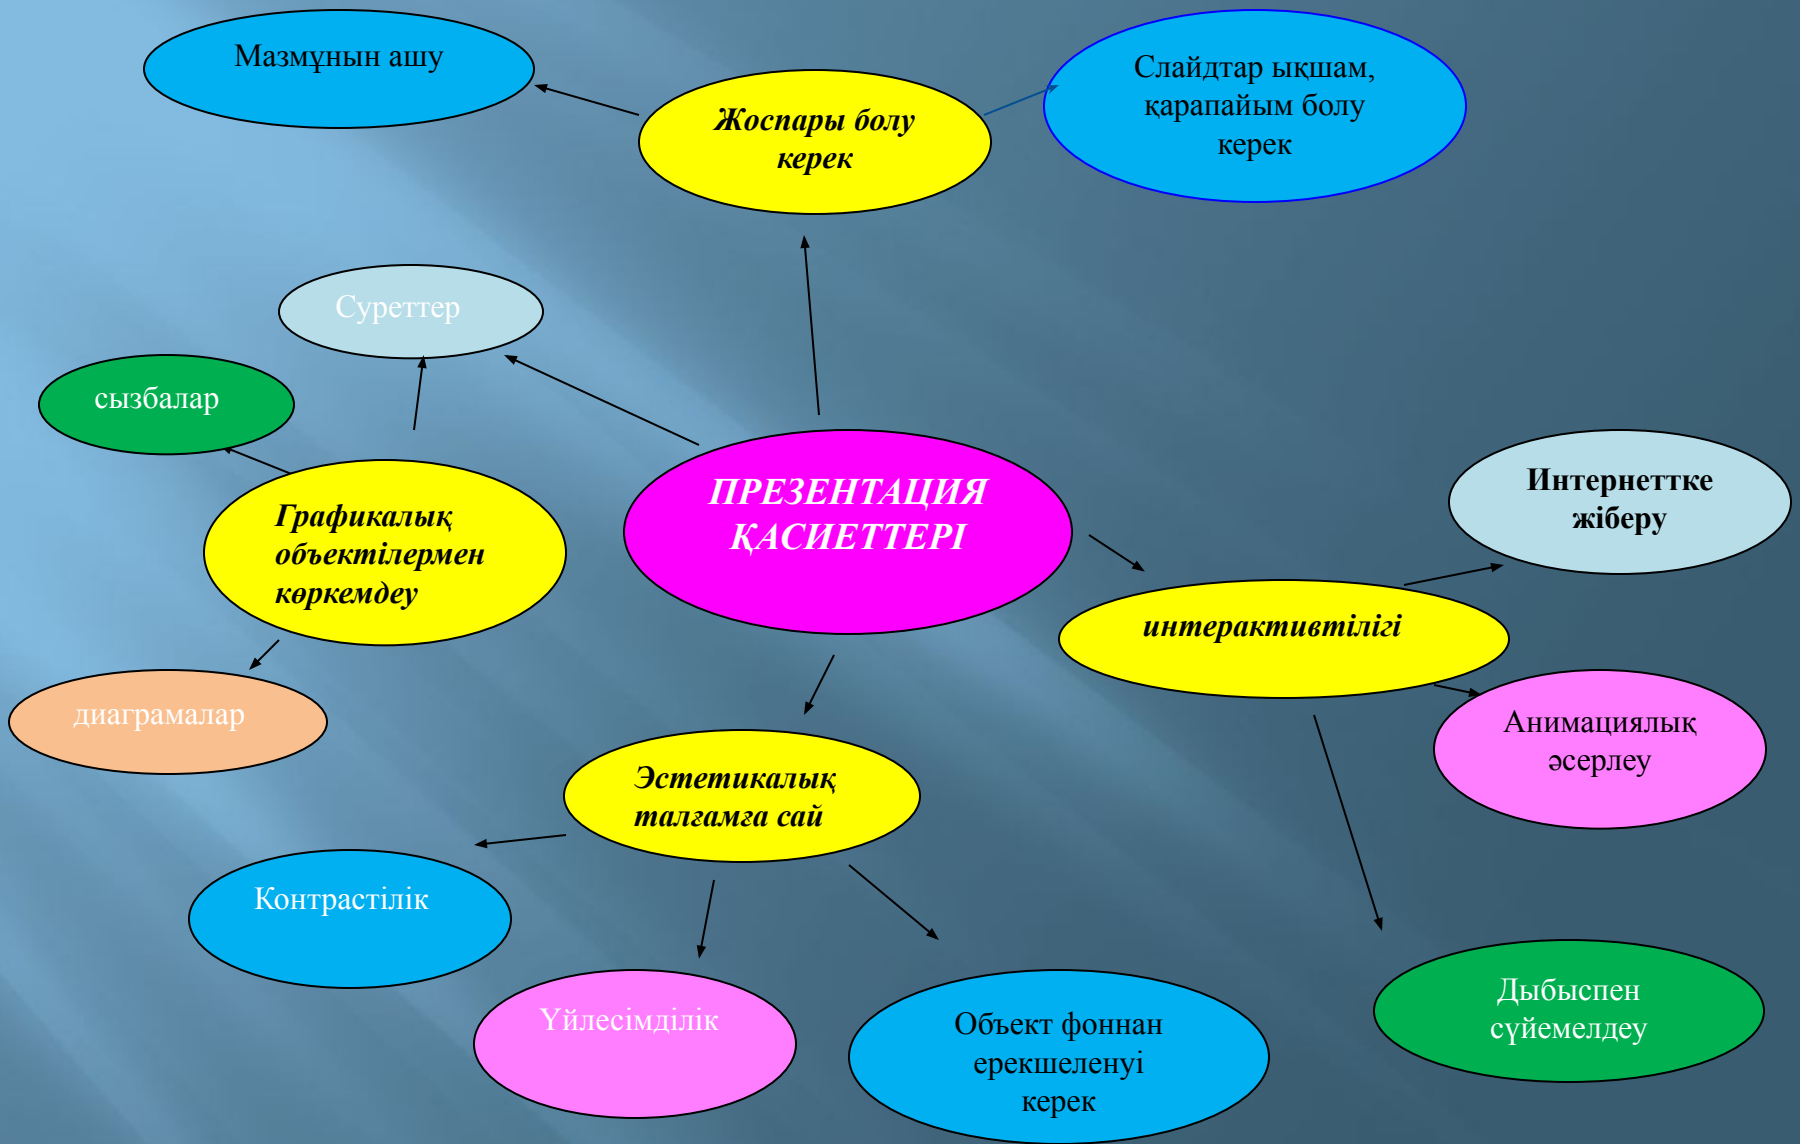 Мазмұнын ашу
Жоспары болу
керек
Слайдтар ықшам,
қарапайым болу
керек
Суреттер
сызбалар
Графикалық
объектілермен
көркемдеу
диаграмалар
ПРЕЗЕНТАЦИЯ
ҚАСИЕТТЕРІ
Интернеттке
жіберу
интерактивтілігі
Анимациялық
әсерлеу
Эстетикалық
талғамға сай
Контрастілік
Үйлесімділік
Объект фоннан
ерекшеленуі
керек
Дыбыспен
сүйемелдеу